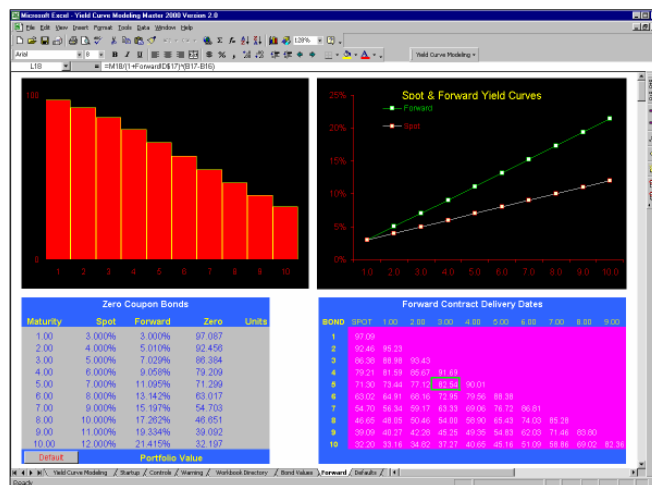 Microsoft Excel - Yield Curve Modeling Master 2000 Version 2.0
File Edit View Insert Format Tools Data Window Help
128%
Arial 8 B I U $ % , Yield Curve Modeling
L18 = =M18/(1+Forward!D$17)^(B17-B16)
100
0
1 2 3 4 5 6 7 8 9 10
Spot & Forward Yield Curves
Forward
Spot
25%
20%
15%
10%
5%
0%
1.0 2.0 3.0 4.0 5.0 6.0 7.0 8.0 9.0 10.0
Zero Coupon Bonds
Maturity Spot Forward Zero Units
1.00 3.000% 3.000% 97.087
2.00 4.000% 5.010% 92.456
3.00 5.000% 7.029% 86.384
4.00 6.000% 9.058% 79.209
5.00 7.000% 11.095% 71.299
6.00 8.000% 13.142% 63.017
7.00 9.000% 15.197% 54.703
8.00 10.000% 17.262% 46.651
9.00 11.000% 19.334% 39.092
10.00 12.000% 21.415% 32.197
Default Portfolio Value
Forward Contract Delivery Dates
BOND SPOT 1.00 2.00 3.00 4.00 5.00 6.00 7.00 8.00 9.00
1 97.09
2 92.46 95.23
3 86.38 88.98 93.43
4 79.21 81.59 85.67 91.69
5 71.30 73.44 77.12 82.54 90.01
6 63.02 64.91 68.16 72.95 79.56 88.38
7 54.70 56.34 59.17 63.33 69.06 76.72 86.81
8 46.65 48.05 50.46 54.00 58.90 65.43 74.03 85.28
9 39.09 40.27 42.28 45.25 49.35 54.83 62.03 71.46 83.80
10 32.20 33.16 34.82 37.27 40.65 45.16 51.09 58.86 69.02 82.36
Yield Curve Modeling / Startup / Controls / Warning / Workbook Directory / Bond Values / Forward / Defaults
Ready